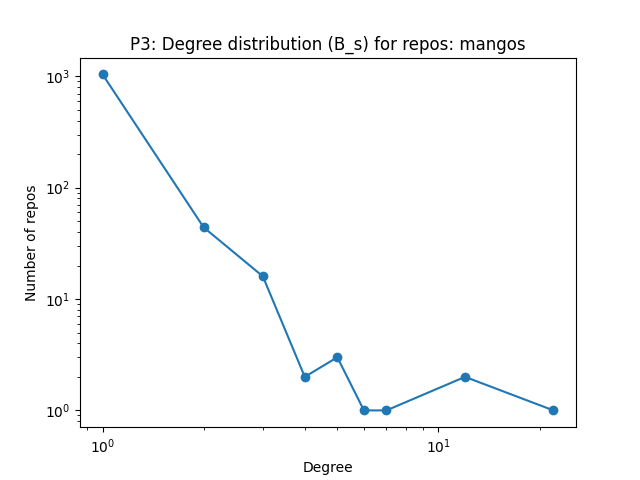 P3: Degree distribution (B_s) for repos: mangos
10³
10²
10¹
10⁰
Number of repos
10⁰ 10¹
Degree